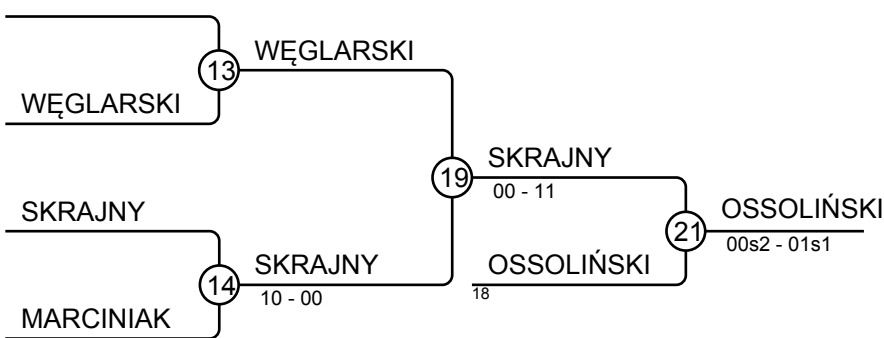 WĘGLARSKI
13
WĘGLARSKI
SKRAJNY
19
00 - 11
SKRAJNY
OSSOLIŃSKI
21
00s2 - 01s1
SKRAJNY
14
10 - 00
OSSOLIŃSKI
18
MARCINIAK